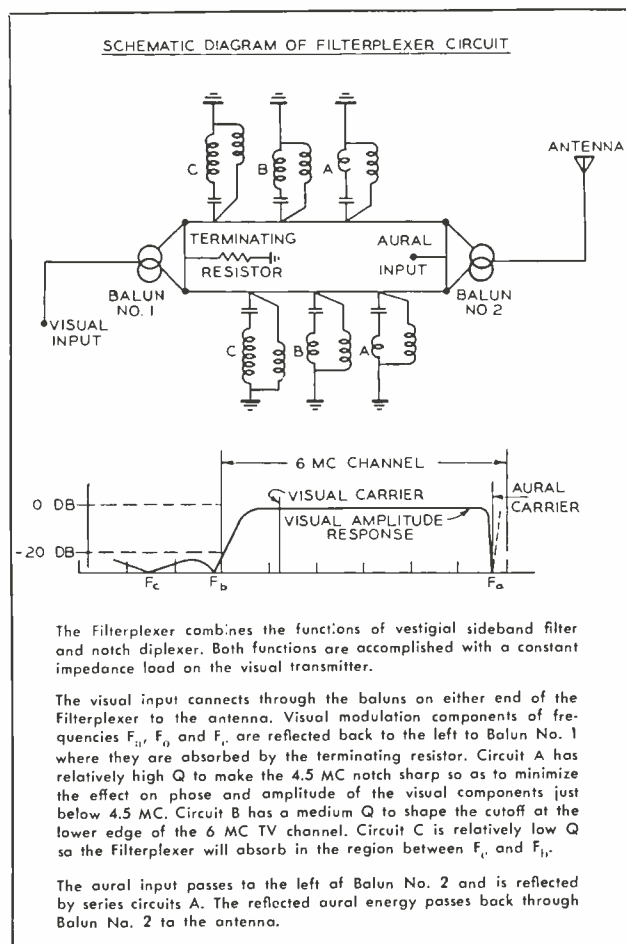 SCHEMATIC DIAGRAM OF FILTERPLEXER CIRCUIT
ANTENNA
C
B
A
TERMINATING
RESISTOR
AURAL
INPUT
BALUN
NO. 1
BALUN
NO 2
VISUAL
INPUT
C
B
A
6 MC CHANNEL
0 DB
VISUAL CARRIER
AURAL
CARRIER
VISUAL AMPLITUDE
RESPONSE
-20 DB
Fc
Fb
Fa
The Filterplexer combines the functions of vestigial sideband filter
and notch diplexer. Both functions are accomplished with a constant
impedance load on the visual transmitter.
The visual input cannects through the baluns on either end of the
Filterplexer to the antenna. Visual modulation components of fre-
quencies Fa, F0 and Fc are reflected back to the left to Balun No. 1
where they are absorbed by the terminating resistor. Circuit A has
relatively high Q to make the 4.5 MC notch sharp so as to minimize
the effect on phase and amplitude of the visual components just
below 4.5 MC. Circuit B has a medium Q to shape the cutoff at the
lower edge of the 6 MC TV channel. Circuit C is relatively low Q
sa the Filterplexer will absorb in the region between Fc and Fb.
The aural input passes ta the left af Balun No. 2 and is reflected
by series circuits A. The reflected aural energy passes back through
Balun Na. 2 ta the antenna.